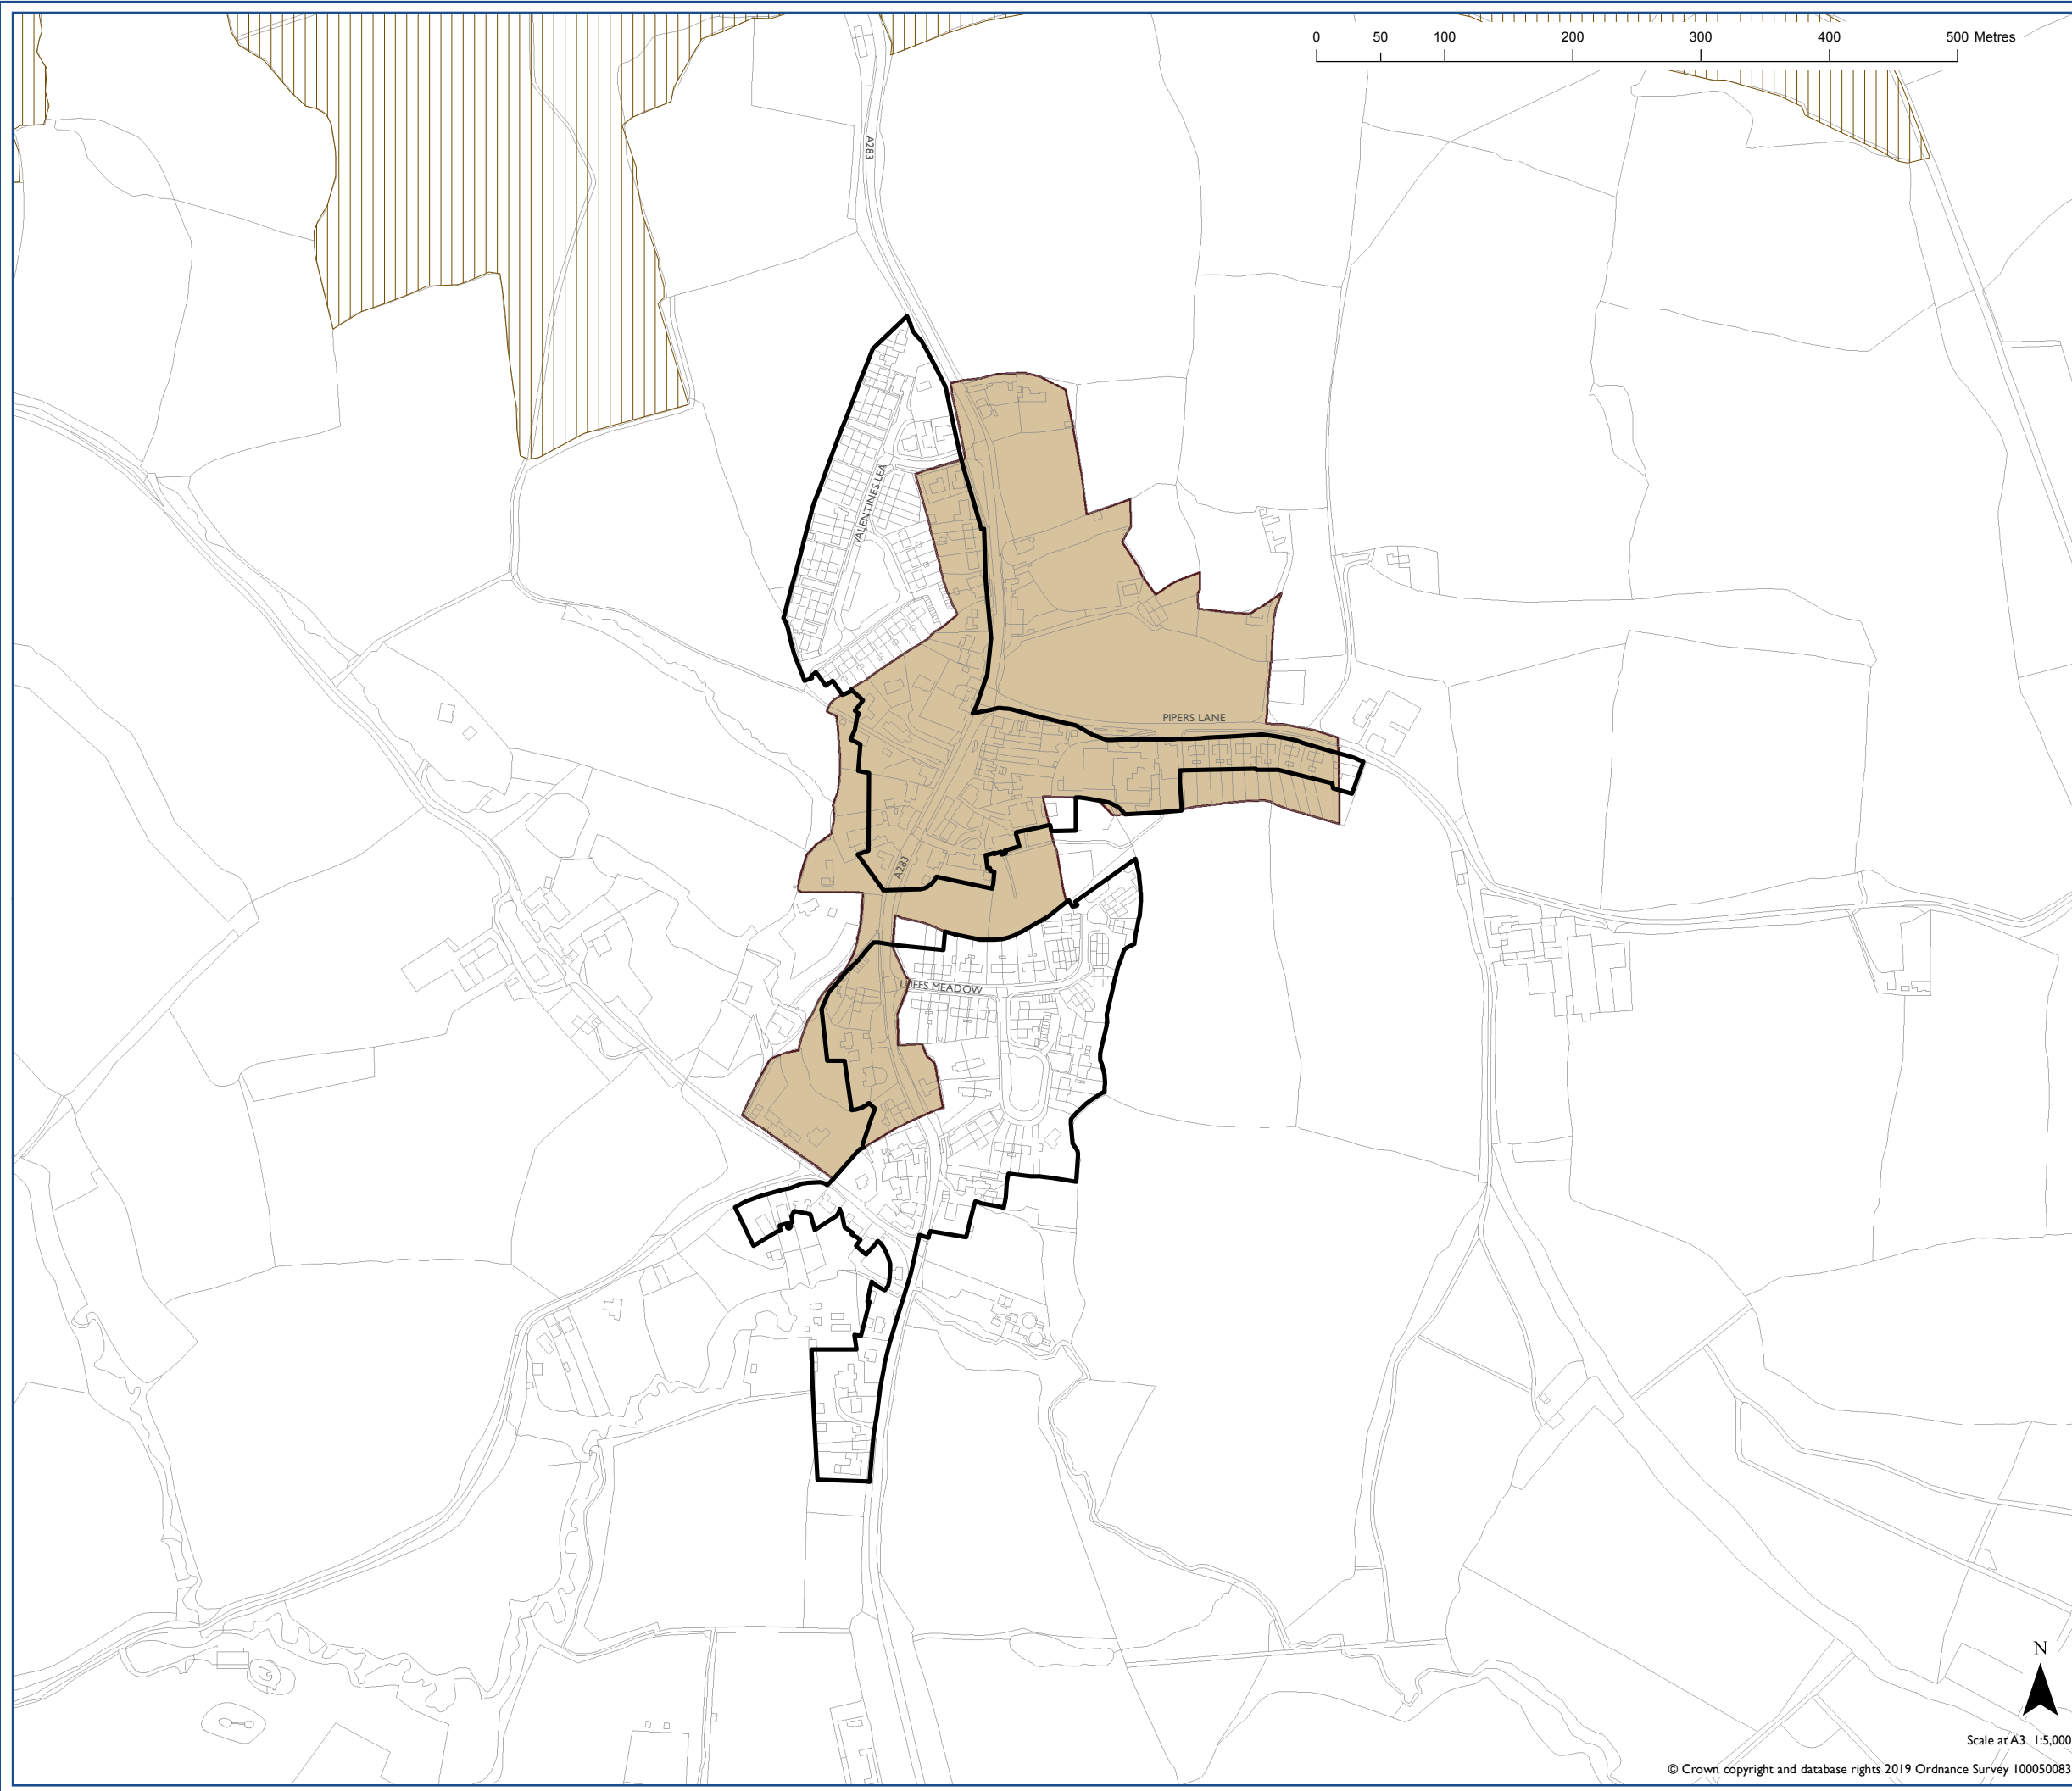 0 50 100 200 300 400 500 Metres
A283
VALENTINES LEA
PIPERS LANE
A283
LUFFS MEADOW
N
Scale at A3 1:5,000
© Crown copyright and database rights 2019 Ordnance Survey 100050083